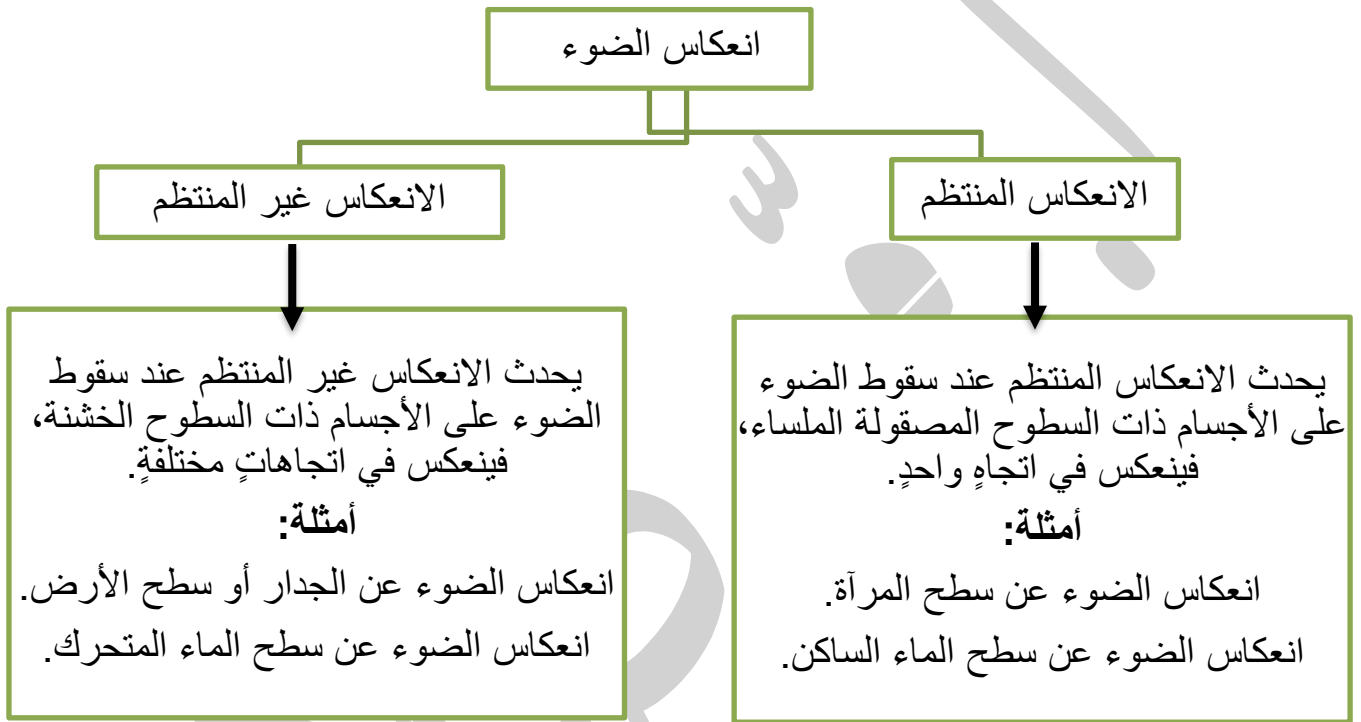 انعكاس الضوء
الانعكاس المنتظم
الانعكاس غير المنتظم
يحدث الانعكاس المنتظم عند سقوط الضوء
على الأجسام ذات السطوح المصقولة الملساء،
فينعكس في اتجاهٍ واحدٍ.
أمثلة:
انعكاس الضوء عن سطح المرآة.
انعكاس الضوء عن سطح الماء الساكن.
يحدث الانعكاس غير المنتظم عند سقوط
الضوء على الأجسام ذات السطوح الخشنة،
فينعكس في اتجاهاتٍ مختلفةٍ.
أمثلة:
انعكاس الضوء عن الجدار أو سطح الأرض.
انعكاس الضوء عن سطح الماء المتحرك.